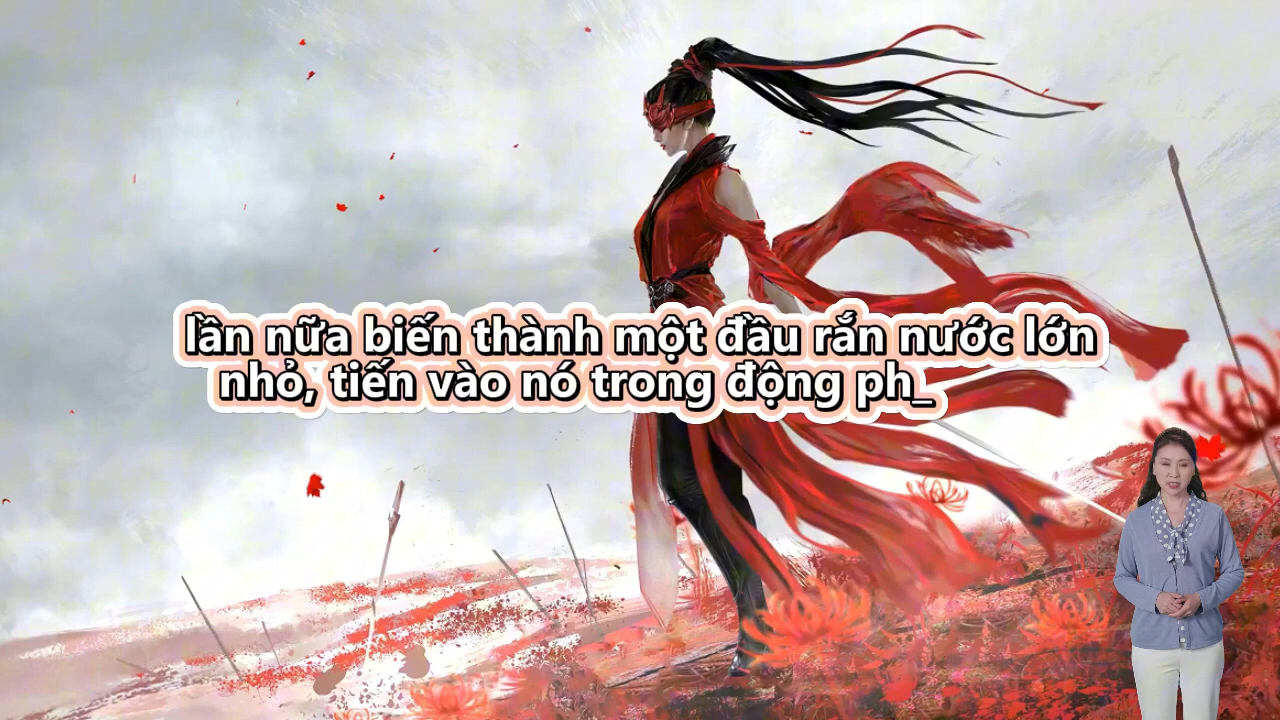 lần nữa biến thành một đầu rắn nước lớn
nhỏ, tiến vào nó trong động ph_